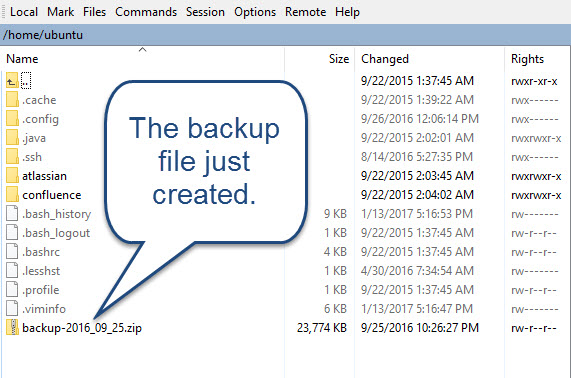 Local Mark Files Commands Session Options Remote Help
/home/ubuntu
Name Size Changed Rights
.. 9/22/2015 1:37:45 AM rwxr-xr-x
.cache 9/22/2015 1:39:22 AM rwx------
.config 9/26/2016 12:06:14 PM rwx------
.java 9/22/2015 2:02:01 AM rwxrwxr-x
.ssh 8/14/2016 5:27:35 PM rwx------
atlassian 9/22/2015 2:03:45 AM rwxrwxr-x
confluence 9/22/2015 2:04:02 AM rwxrwxr-x
.bash_history 9 KB 1/13/2017 5:16:53 PM rw-------
.bash_logout 1 KB 9/22/2015 1:37:45 AM rw-r--r--
.bashrc 4 KB 9/22/2015 1:37:45 AM rw-r--r--
.lesshst 1 KB 4/30/2016 7:34:54 AM rw-------
.profile 1 KB 9/22/2015 1:37:45 AM rw-r--r--
.viminfo 6 KB 1/13/2017 5:16:47 PM rw-------
backup-2016_09_25.zip 23,774 KB 9/25/2016 10:26:27 PM rw-r--r--
The backup
file just
created.